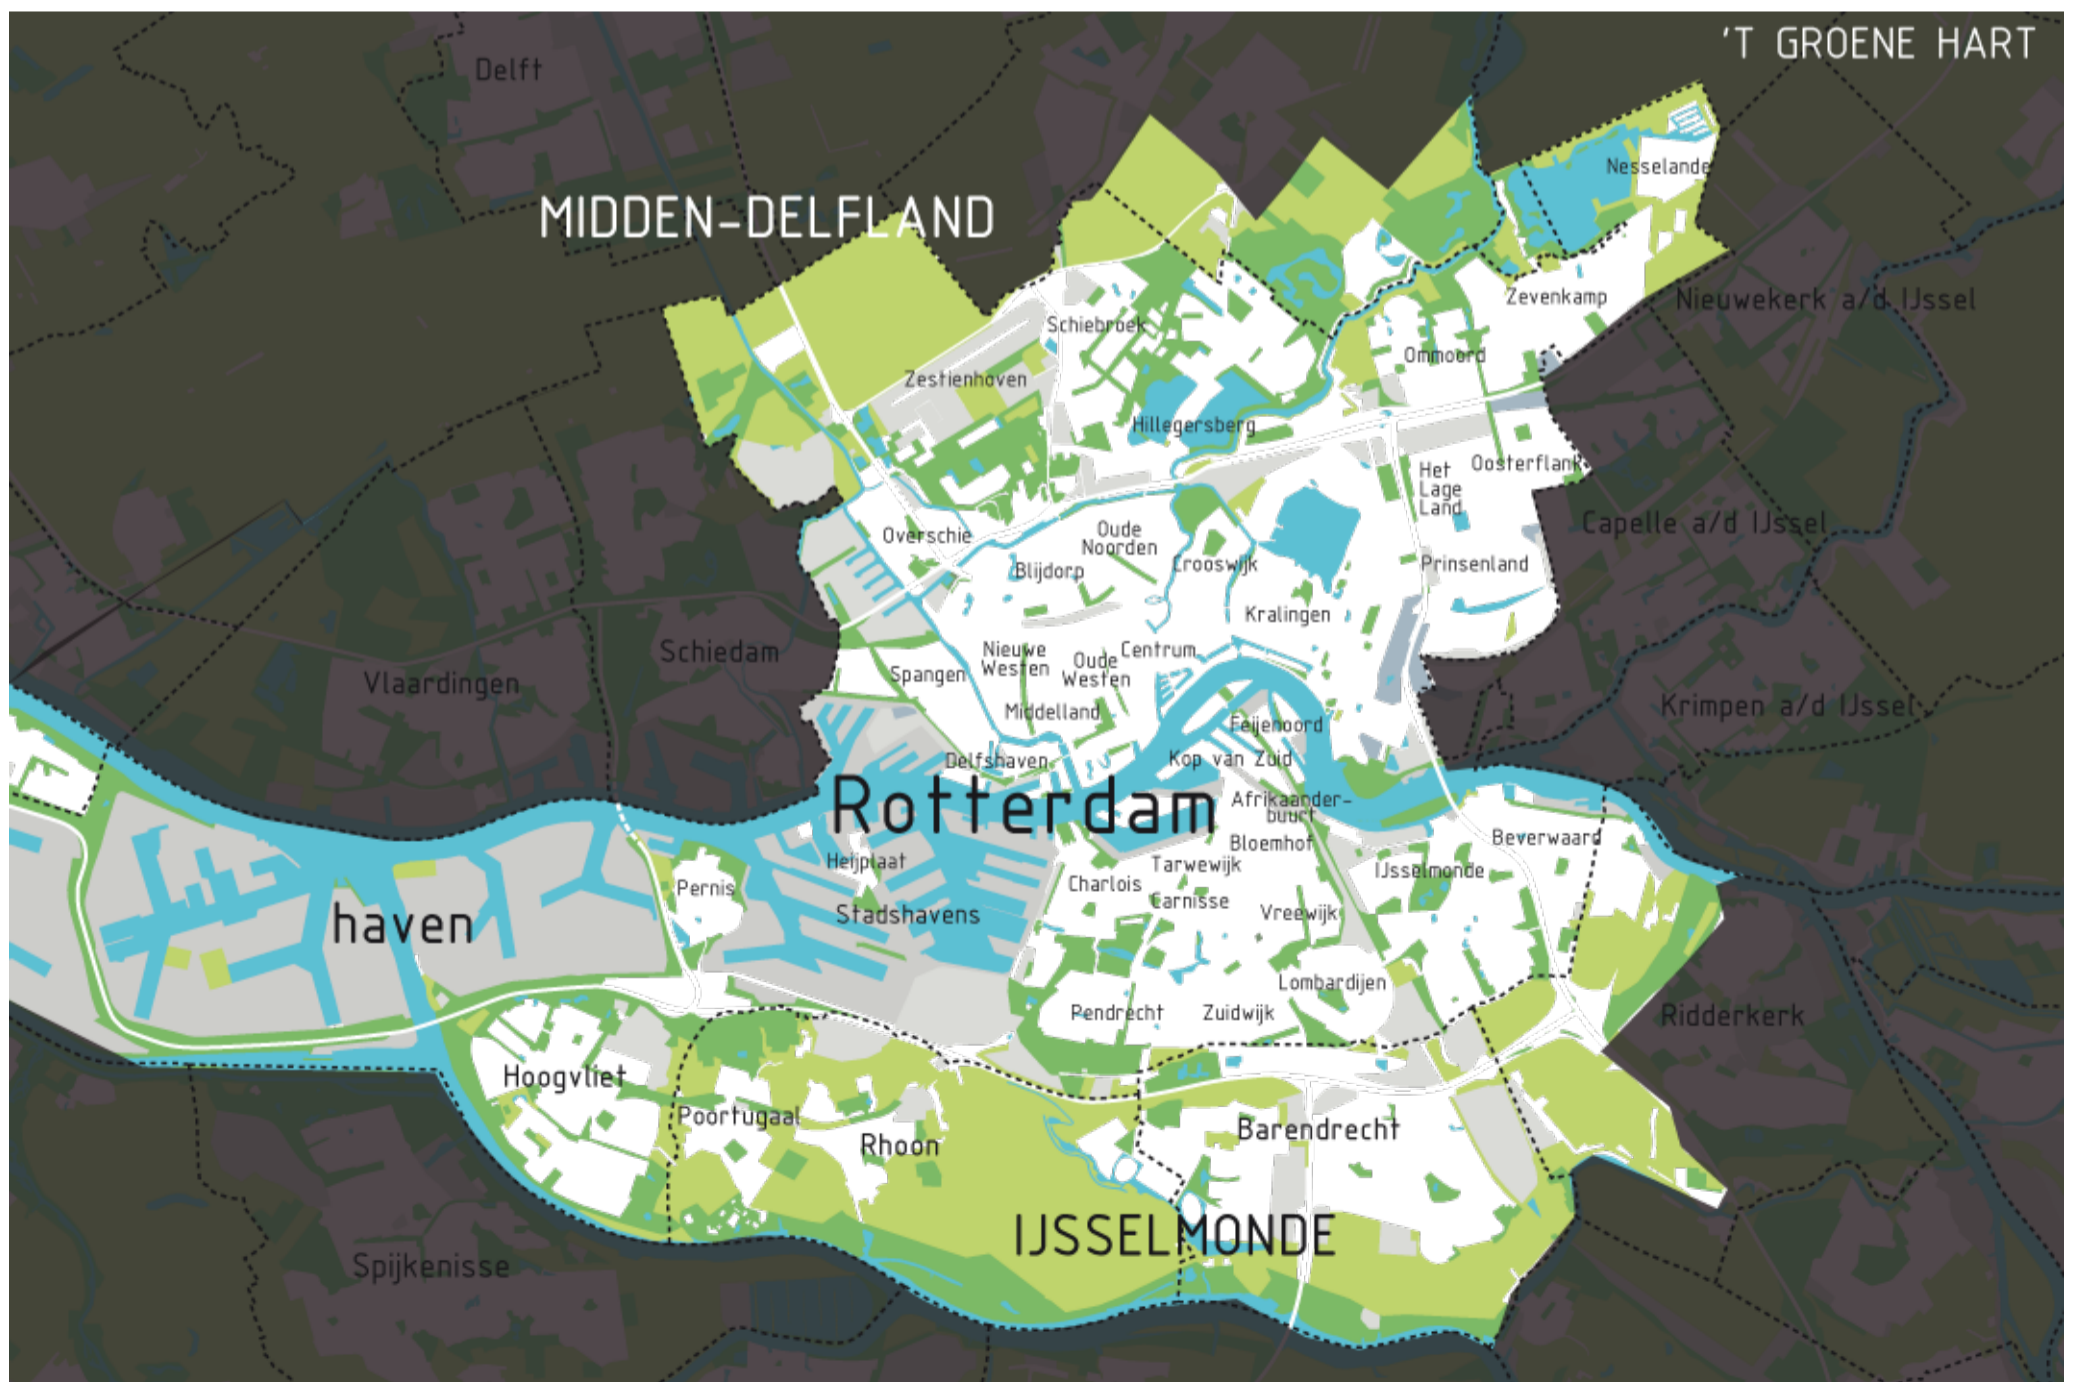 'T GROENE HART
Delft
MIDDEN-DELFLAND
Nesselande
Zevenkamp
Nieuwekerk a/d IJssel
Schiebroek
Ommoord
Zestienhoven
Hillegersberg
Het
Lage
Land
Oosterflank
Capelle a/d IJssel
Overschie
Oude
Noorden
Blijdorp
Crooswijk
Prinsenland
Kralingen
Schiedam
Vlaardingen
Spangen
Nieuwe
Westen
Oude
Westen
Centrum
Krimpen a/d IJssel
Middelland
Feijenoord
Delfshaven
Kop van Zuid
Rotterdam
Afrikaander-
buurt
Bloemhof
Beverwaard
Heijplaat
Tarwewijk
IJsselmonde
Pernis
Charlois
Carnisse
haven
Stadshavens
Vreewijk
Lombardijen
Pendrecht
Zuidwijk
Ridderkerk
Hoogvliet
Poortugaal
Rhoon
Barendrecht
IJSSELMONDE
Spijkenisse